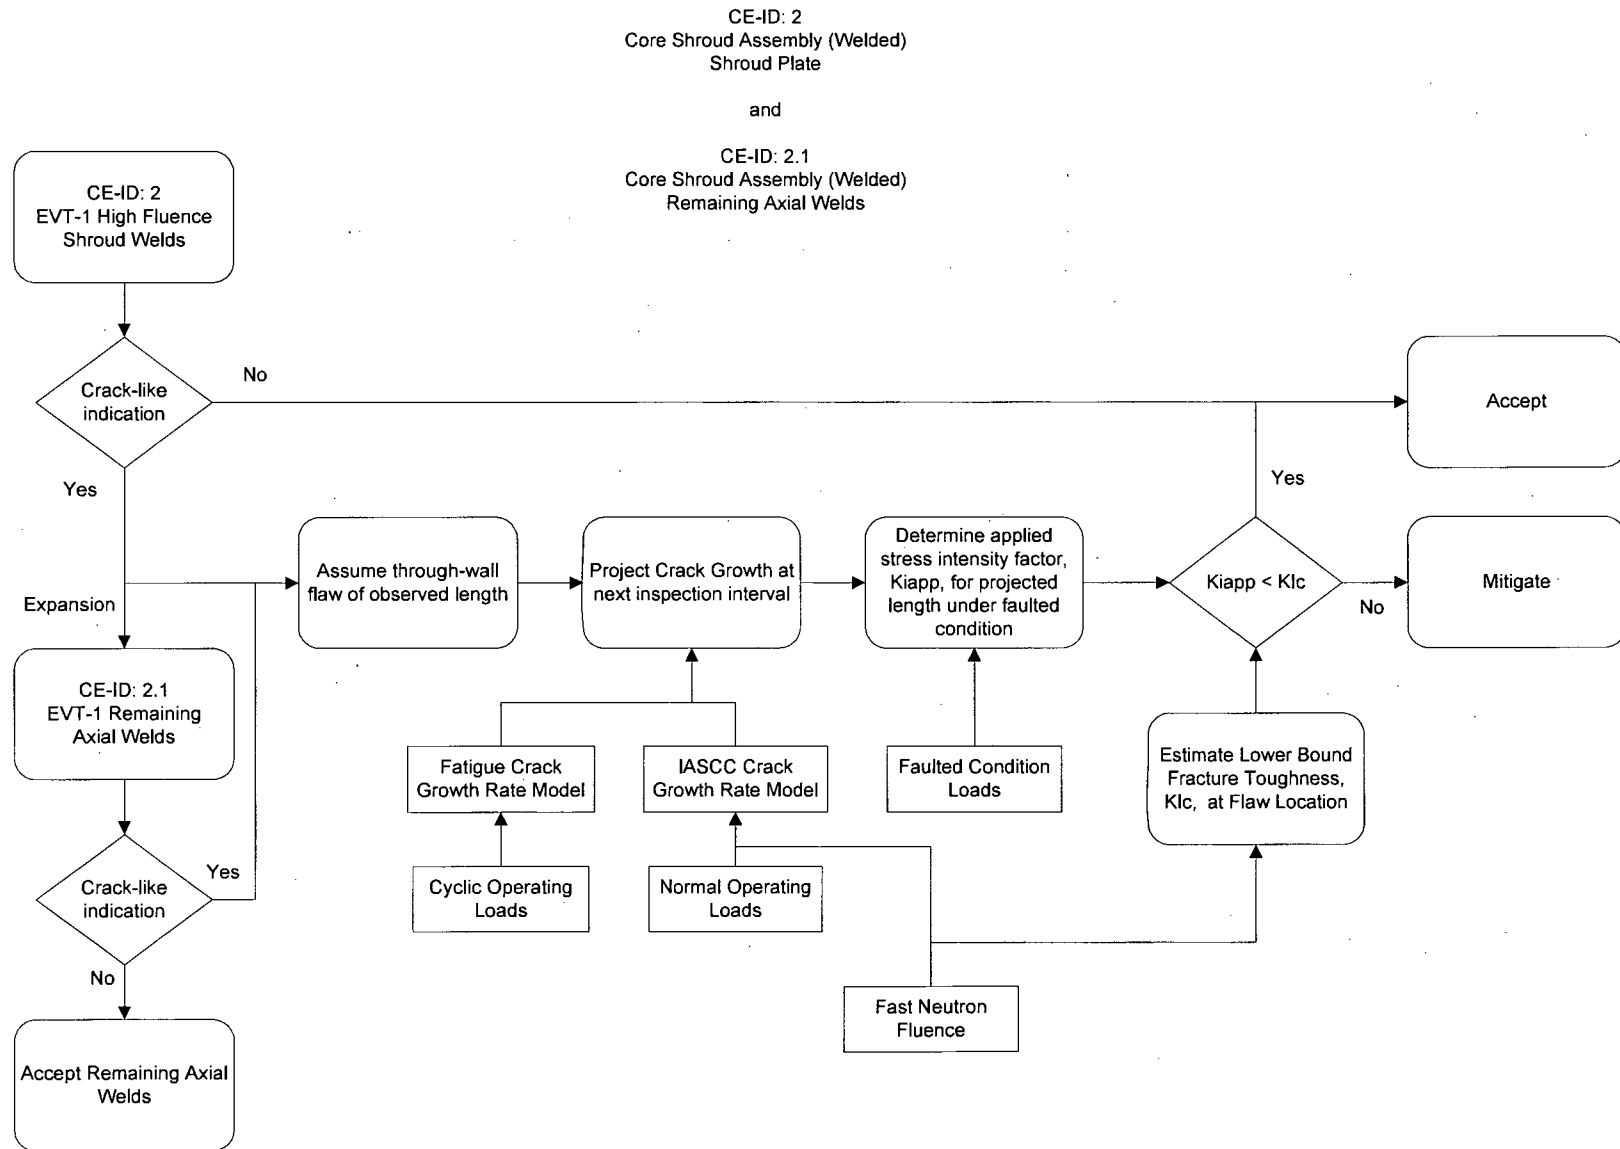 CE-ID: 2
Core Shroud Assembly (Welded)
Shroud Plate
and
CE-ID: 2.1
Core Shroud Assembly (Welded)
Remaining Axial Welds
CE-ID: 2
EVT-1 High Fluence
Shroud Welds
Crack-like
indication
No
Accept
Yes
Yes
Assume through-wall
flaw of observed length
Project Crack Growth at
next inspection interval
Determine applied
stress intensity factor,
Kiapp, for projected
length under faulted
condition
Kiapp < KIc
No
Mitigate
Expansion
CE-ID: 2.1
EVT-1 Remaining
Axial Welds
Fatigue Crack
Growth Rate Model
IASCC Crack
Growth Rate Model
Faulted Condition
Loads
Estimate Lower Bound
Fracture Toughness,
KIc, at Flaw Location
Crack-like
indication
Yes
Cyclic Operating
Loads
Normal Operating
Loads
No
Fast Neutron
Fluence
Accept Remaining Axial
Welds